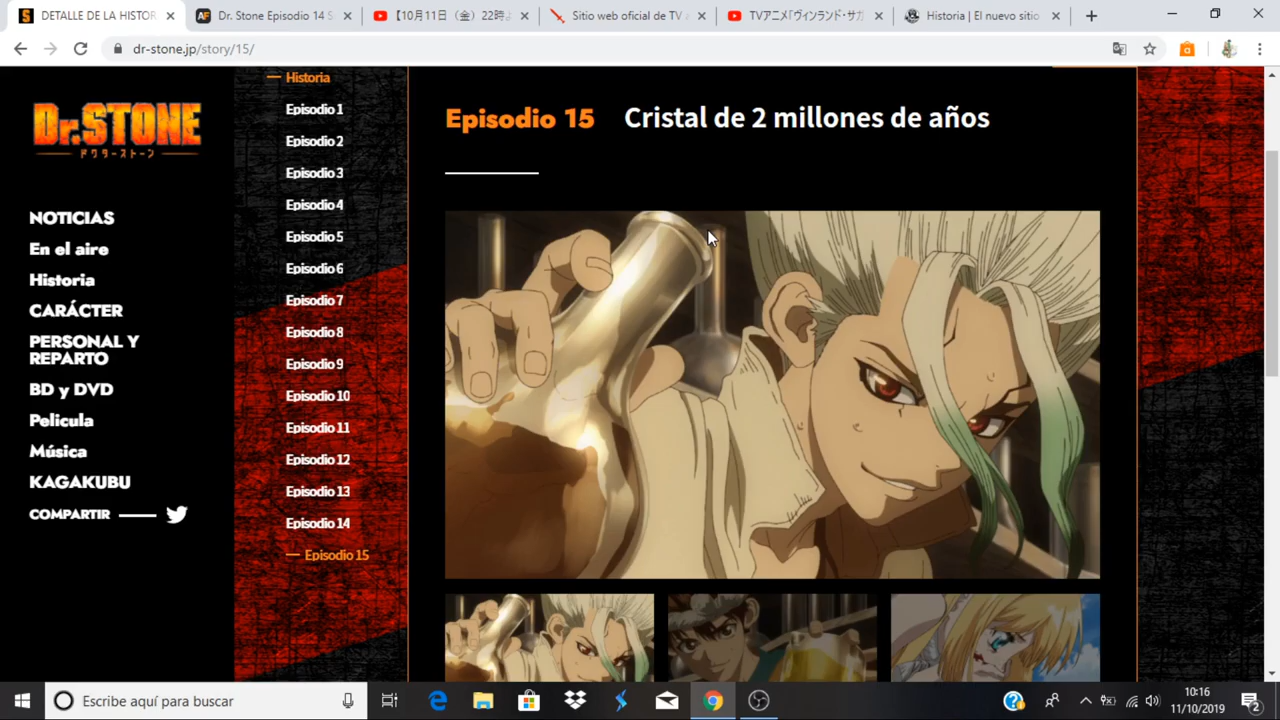 DETALLE DE LA HISTOR
Dr. Stone Episodio 14 S
【10月11日（金）22時よ
Sitio web oficial de TV a
TVアニメ「ヴィンランド・サガ
Historia | El nuevo sitio
dr-stone.jp/story/15/
Dr.STONE
ドクターストーン
NOTICIAS
En el aire
Historia
CARÁCTER
PERSONAL Y
REPARTO
BD y DVD
Pelicula
Música
KAGAKUBU
COMPARTIR
Historia
Episodio 1
Episodio 2
Episodio 3
Episodio 4
Episodio 5
Episodio 6
Episodio 7
Episodio 8
Episodio 9
Episodio 10
Episodio 11
Episodio 12
Episodio 13
Episodio 14
Episodio 15
Episodio 15 Cristal de 2 millones de años
Escribe aquí para buscar
10:16
11/10/2019
2